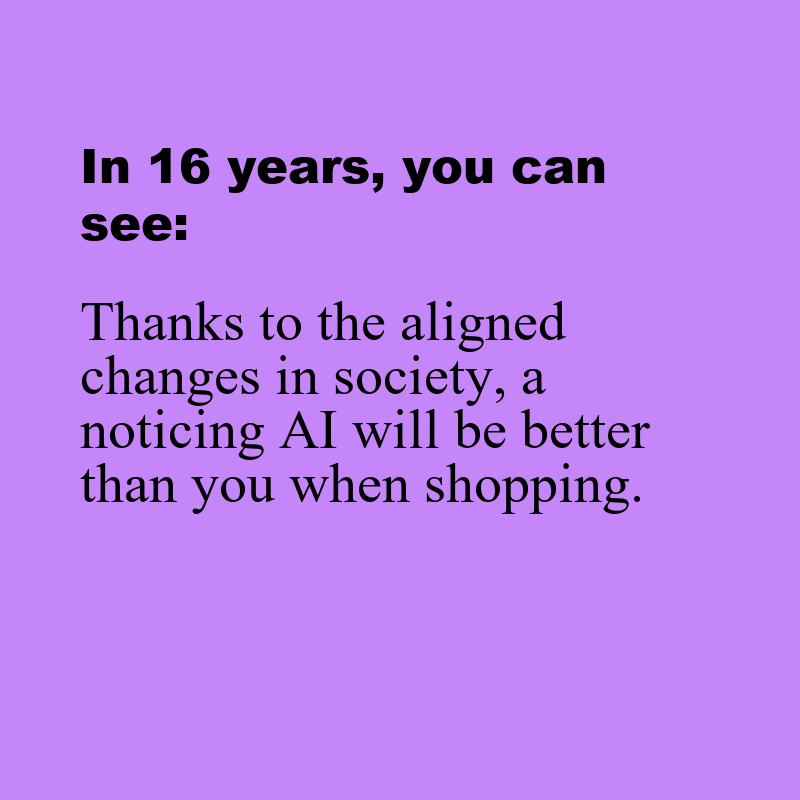 In 16 years, you can
see:
Thanks to the aligned
changes in society, a
noticing AI will be better
than you when shopping.